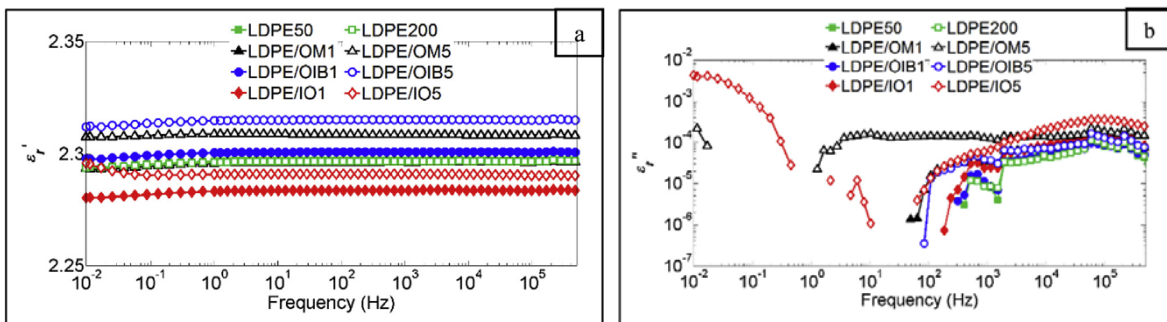 LDPE50 LDPE200
LDPE/OM1 LDPE/OM5
LDPE/OIB1 LDPE/OIB5
LDPE/IO1 LDPE/IO5
a
2.35
2.3
2.25
εr'
10⁻² 10⁻¹ 10⁰ 10¹ 10² 10³ 10⁴ 10⁵
Frequency (Hz)
LDPE50 LDPE200
LDPE/OM1 LDPE/OM5
LDPE/OIB1 LDPE/OIB5
LDPE/IO1 LDPE/IO5
b
10⁻²
10⁻³
10⁻⁴
10⁻⁵
10⁻⁶
10⁻⁷
εr"
10⁻² 10⁻¹ 10⁰ 10¹ 10² 10³ 10⁴ 10⁵
Frequency (Hz)